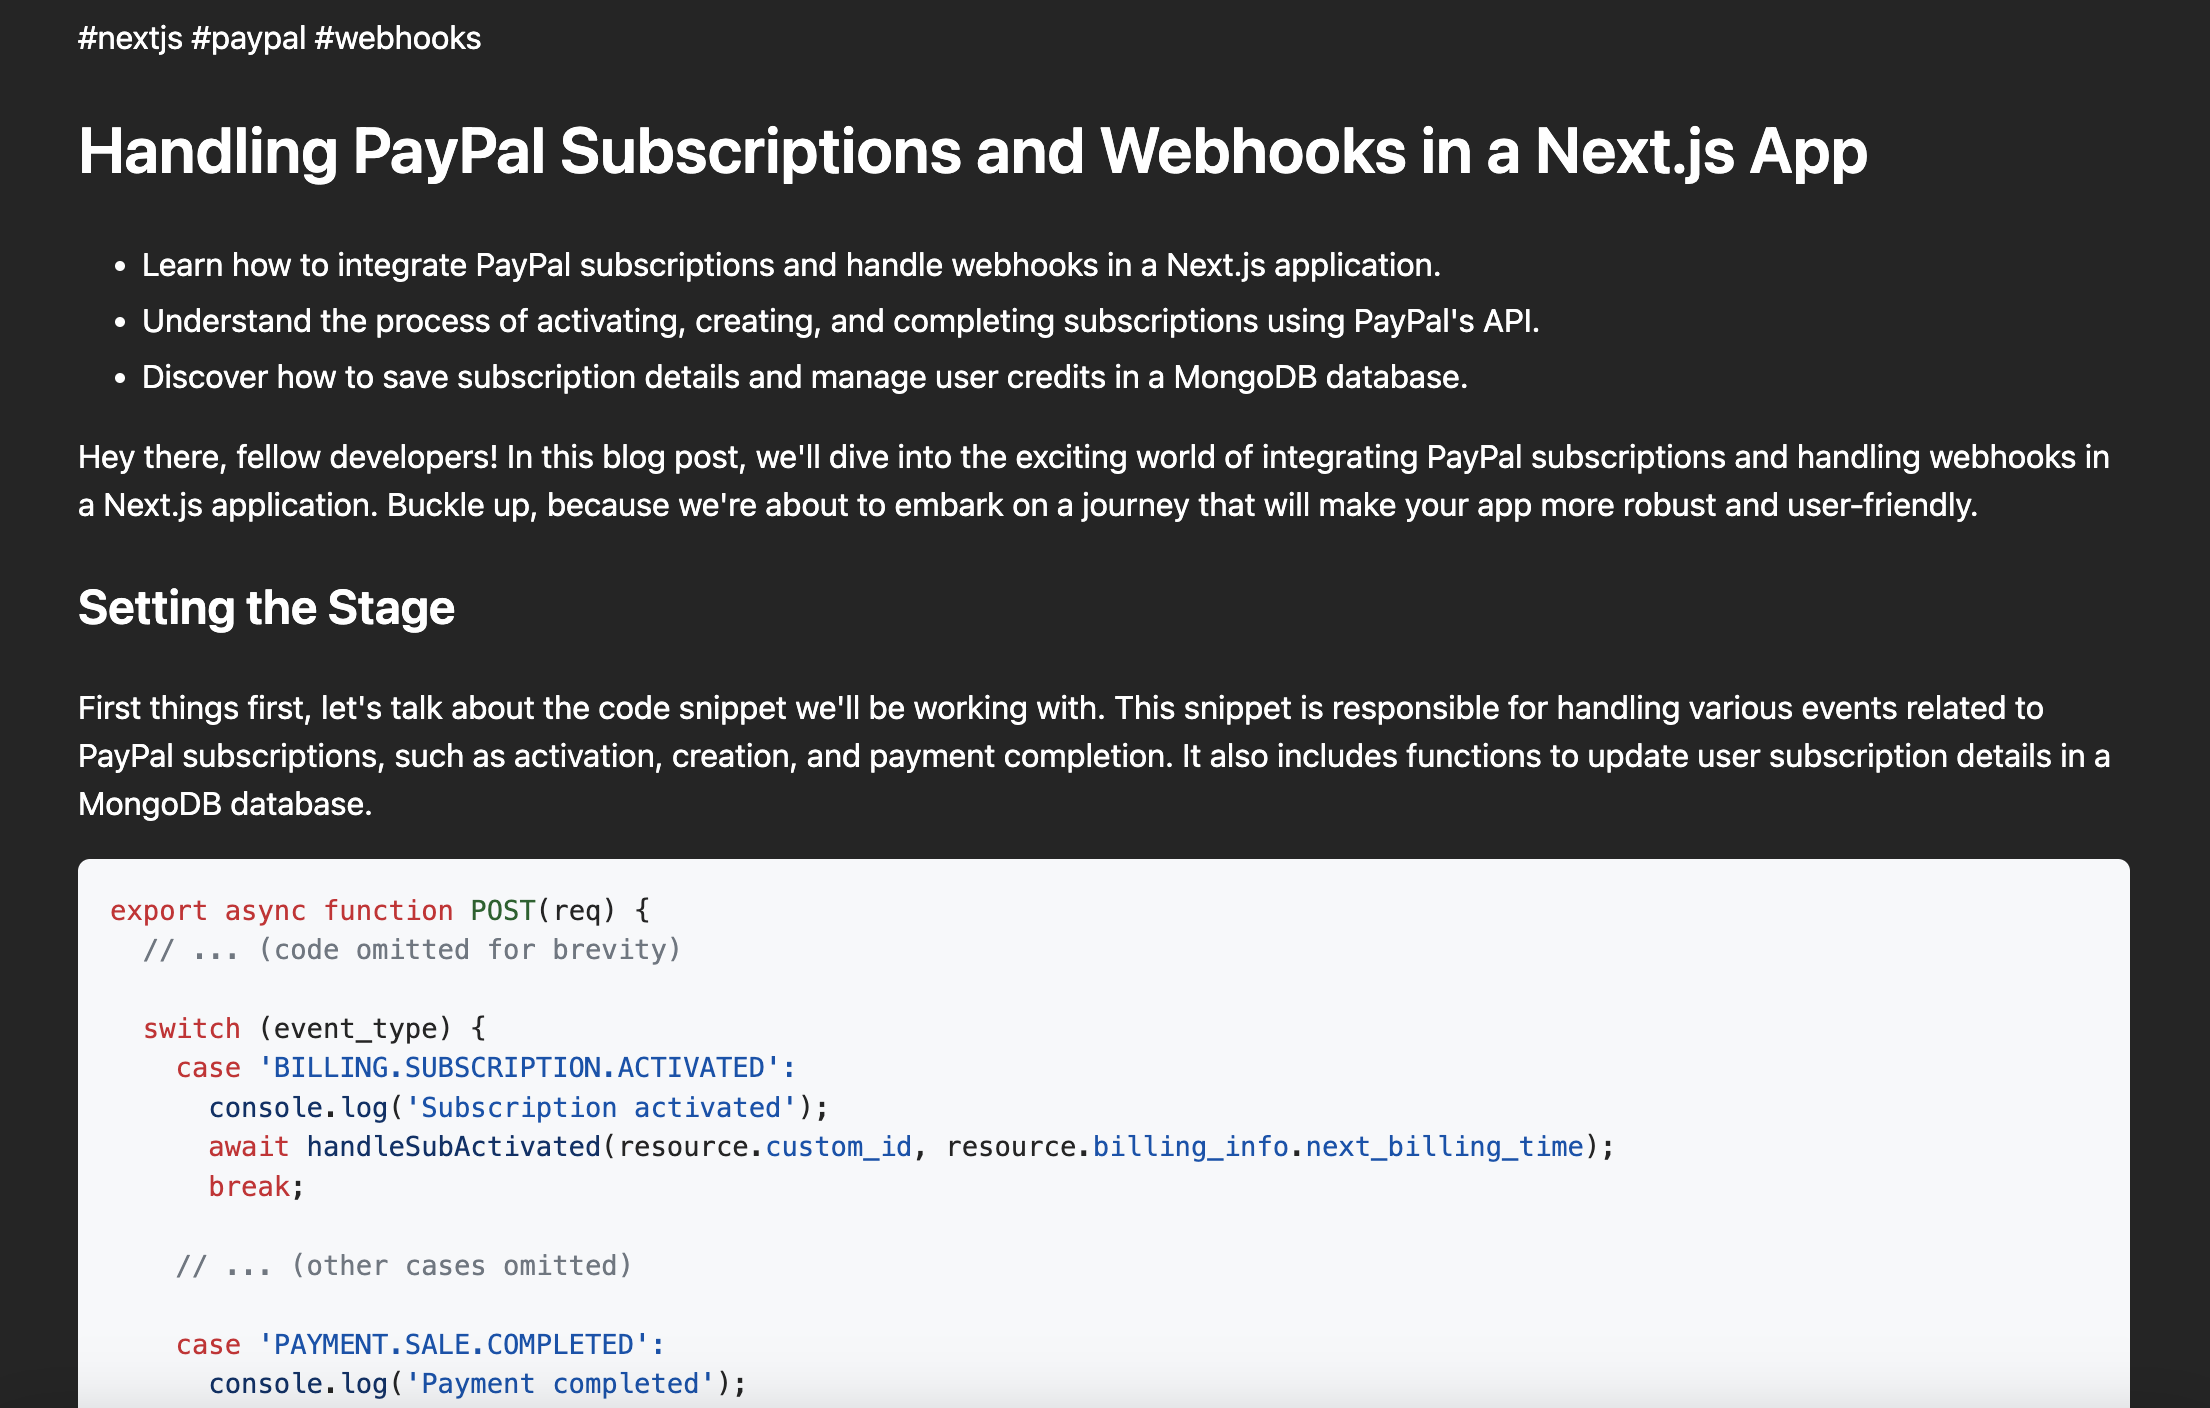 #nextjs #paypal #webhooks
Handling PayPal Subscriptions and Webhooks in a Next.js App
• Learn how to integrate PayPal subscriptions and handle webhooks in a Next.js application.
• Understand the process of activating, creating, and completing subscriptions using PayPal's API.
• Discover how to save subscription details and manage user credits in a MongoDB database.
Hey there, fellow developers! In this blog post, we'll dive into the exciting world of integrating PayPal subscriptions and handling webhooks in
a Next.js application. Buckle up, because we're about to embark on a journey that will make your app more robust and user-friendly.
Setting the Stage
First things first, let's talk about the code snippet we'll be working with. This snippet is responsible for handling various events related to
PayPal subscriptions, such as activation, creation, and payment completion. It also includes functions to update user subscription details in a
MongoDB database.
export async function POST(req) {
  // ... (code omitted for brevity)
  switch (event_type) {
    case 'BILLING.SUBSCRIPTION.ACTIVATED':
      console.log('Subscription activated');
      await handleSubActivated(resource.custom_id, resource.billing_info.next_billing_time);
      break;
    // ... (other cases omitted)
    case 'PAYMENT.SALE.COMPLETED':
      console.log('Payment completed');